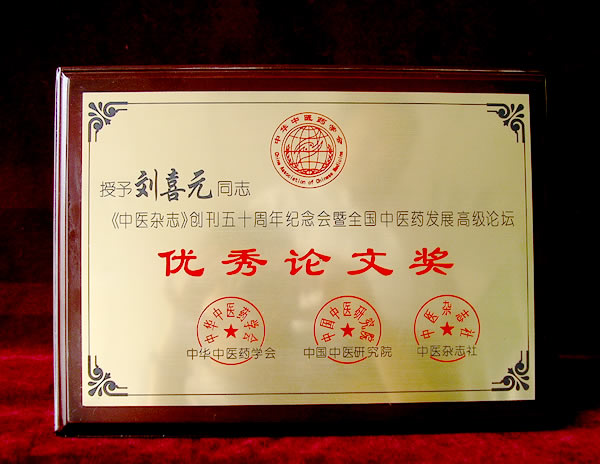 中华中医药学会
China Association of Chinese Medicine
授予刘喜元同志
《中医杂志》创刊五十周年纪念会暨全国中医药发展高级论坛
优秀论文奖
中华中医药学会
中国中医研究院
中医杂志社
中华中医药学会
中国中医研究院
中医杂志社